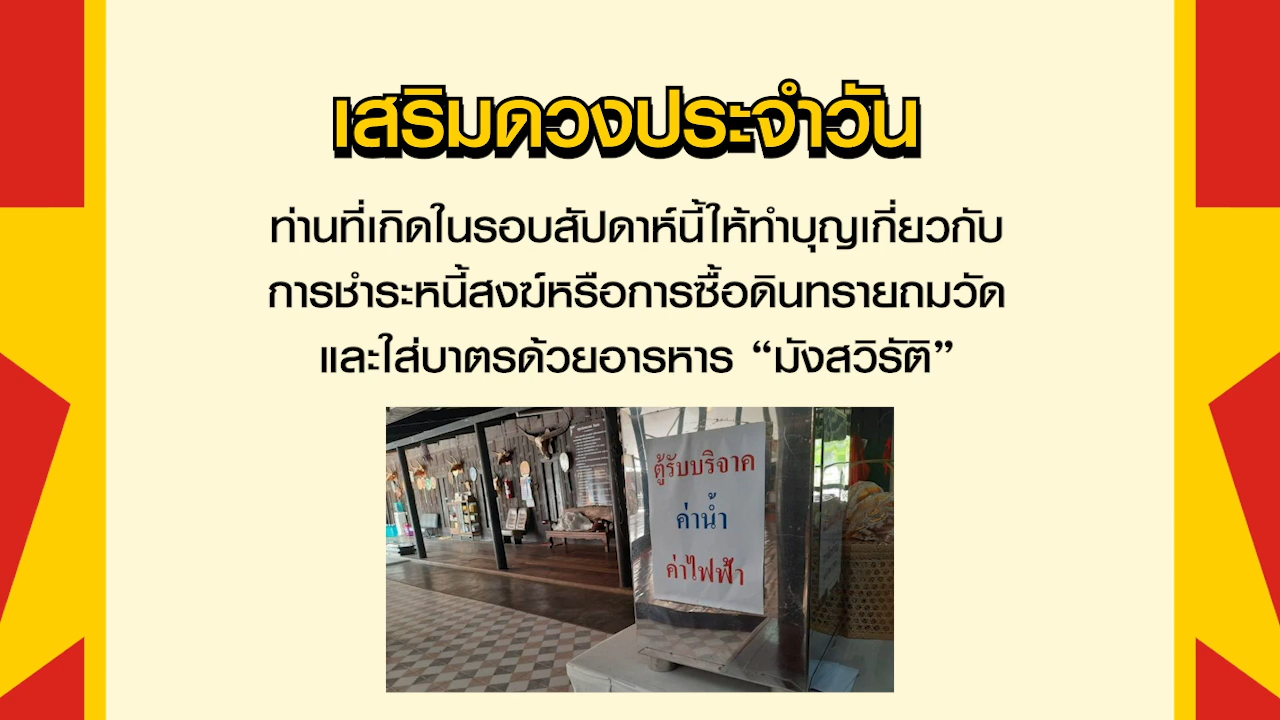 เสริมดวงประจำวัน
ท่านที่เกิดในรอบสัปดาห์นี้ให้ทำบุญเกี่ยวกับ
การชำระหนี้สงฆ์หรือการซื้อดินทรายถมวัด
และใส่บาตรด้วยอารหาร “มังสวิรัติ”
ตู้รับบริจาค
ค่าน้ำ
ค่าไฟฟ้า